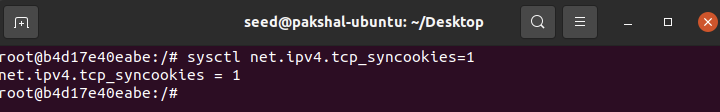 seed@pakshal-ubuntu: ~/Desktop
root@b4d17e40eabe:/# sysctl net.ipv4.tcp_syncookies=1
net.ipv4.tcp_syncookies = 1
root@b4d17e40eabe:/#